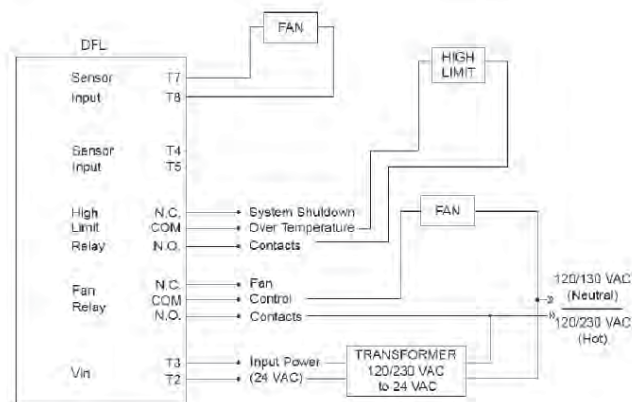 FAN
DFL
Sensor T7
Input T6
HIGH
LIMIT
Sensor T4
Input T5
High N.C. System Shutdown
Limit COM Over Temperature
Relay N.O. Contacts
FAN
N.C. Fan
Fan COM Control
Relay N.O. Contacts
120/130 VAC
(Neutral)
120/230 VAC
(Hot)
Vin T3 Input Power
T2 (24 VAC)
TRANSFORMER
120/230 VAC
to 24 VAC